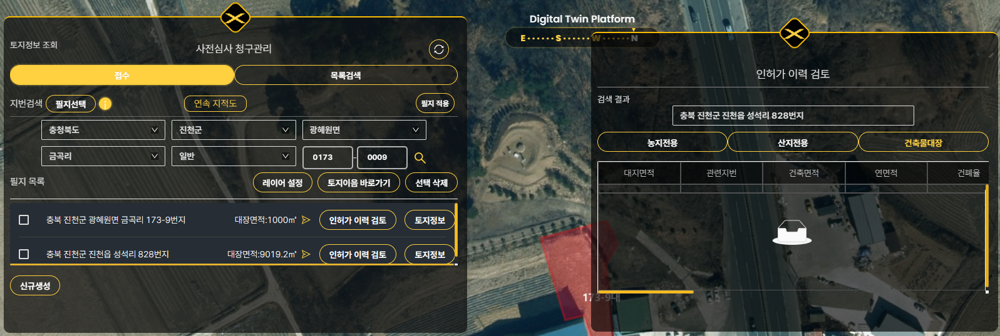 Digital Twin Platform
E S W N
토지정보 조회
사전심사 청구관리
접수
목록검색
지번검색
필지선택
i
연속 지적도
필지 적용
충청북도
진천군
광혜원면
금곡리
일반
0173
-
0009
필지 목록
레이어 설정
토지이음 바로가기
선택 삭제
충북 진천군 광혜원면 금곡리 173-9번지
대장면적:1000㎡
인허가 이력 검토
토지정보
충북 진천군 진천읍 성석리 828번지
대장면적:9019.2㎡
인허가 이력 검토
토지정보
신규생성
173-9대
인허가 이력 검토
검색 결과
충북 진천군 진천읍 성석리 828번지
농지전용
산지전용
건축물대장
대지면적
관련지번
건축면적
연면적
건폐율